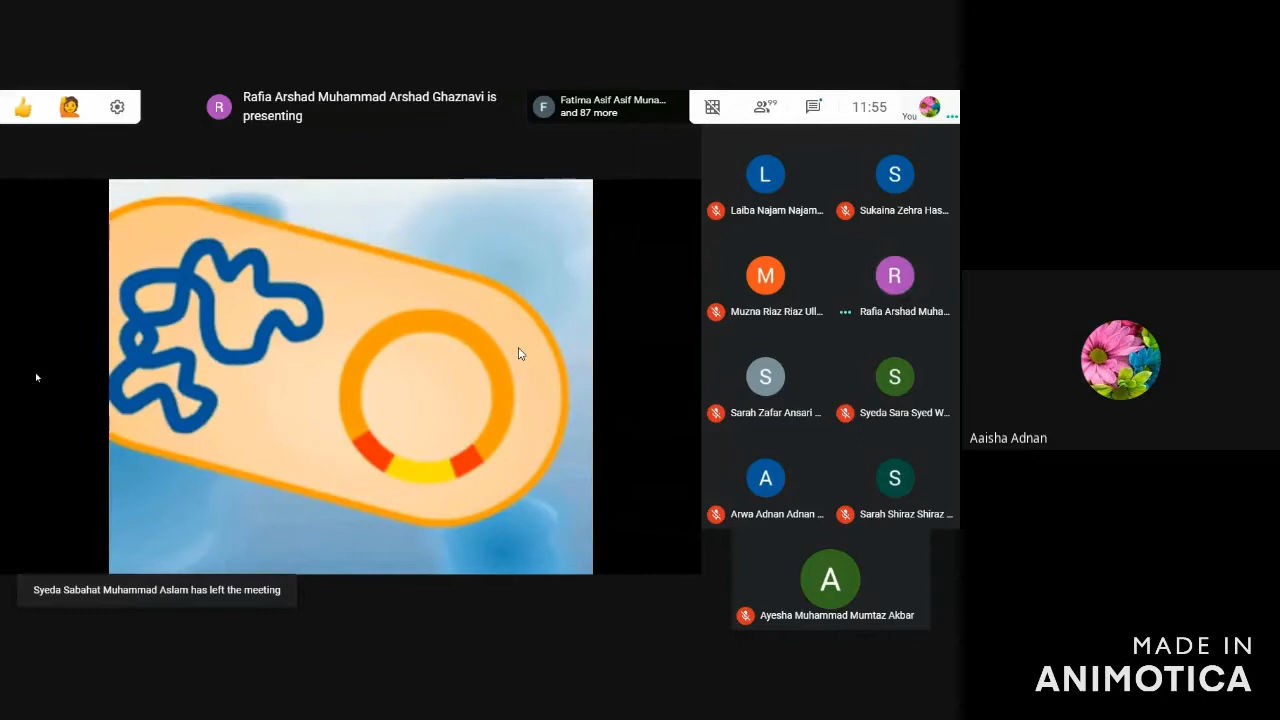 R
Rafia Arshad Muhammad Arshad Ghaznavi is
presenting
F
Fatima Asif Asif Muna...
and 87 more
99
11:55
You
L
Laiba Najam Najam...
S
Sukaina Zehra Has...
M
Muzna Riaz Riaz Ull...
R
Rafia Arshad Muha...
S
Sarah Zafar Ansari ...
S
Syeda Sara Syed W...
A
Arwa Adnan Adnan ...
S
Sarah Shiraz Shiraz ...
A
Ayesha Muhammad Mumtaz Akbar
Aaisha Adnan
Syeda Sabahat Muhammad Aslam has left the meeting
MADE IN
ANIMOTICA